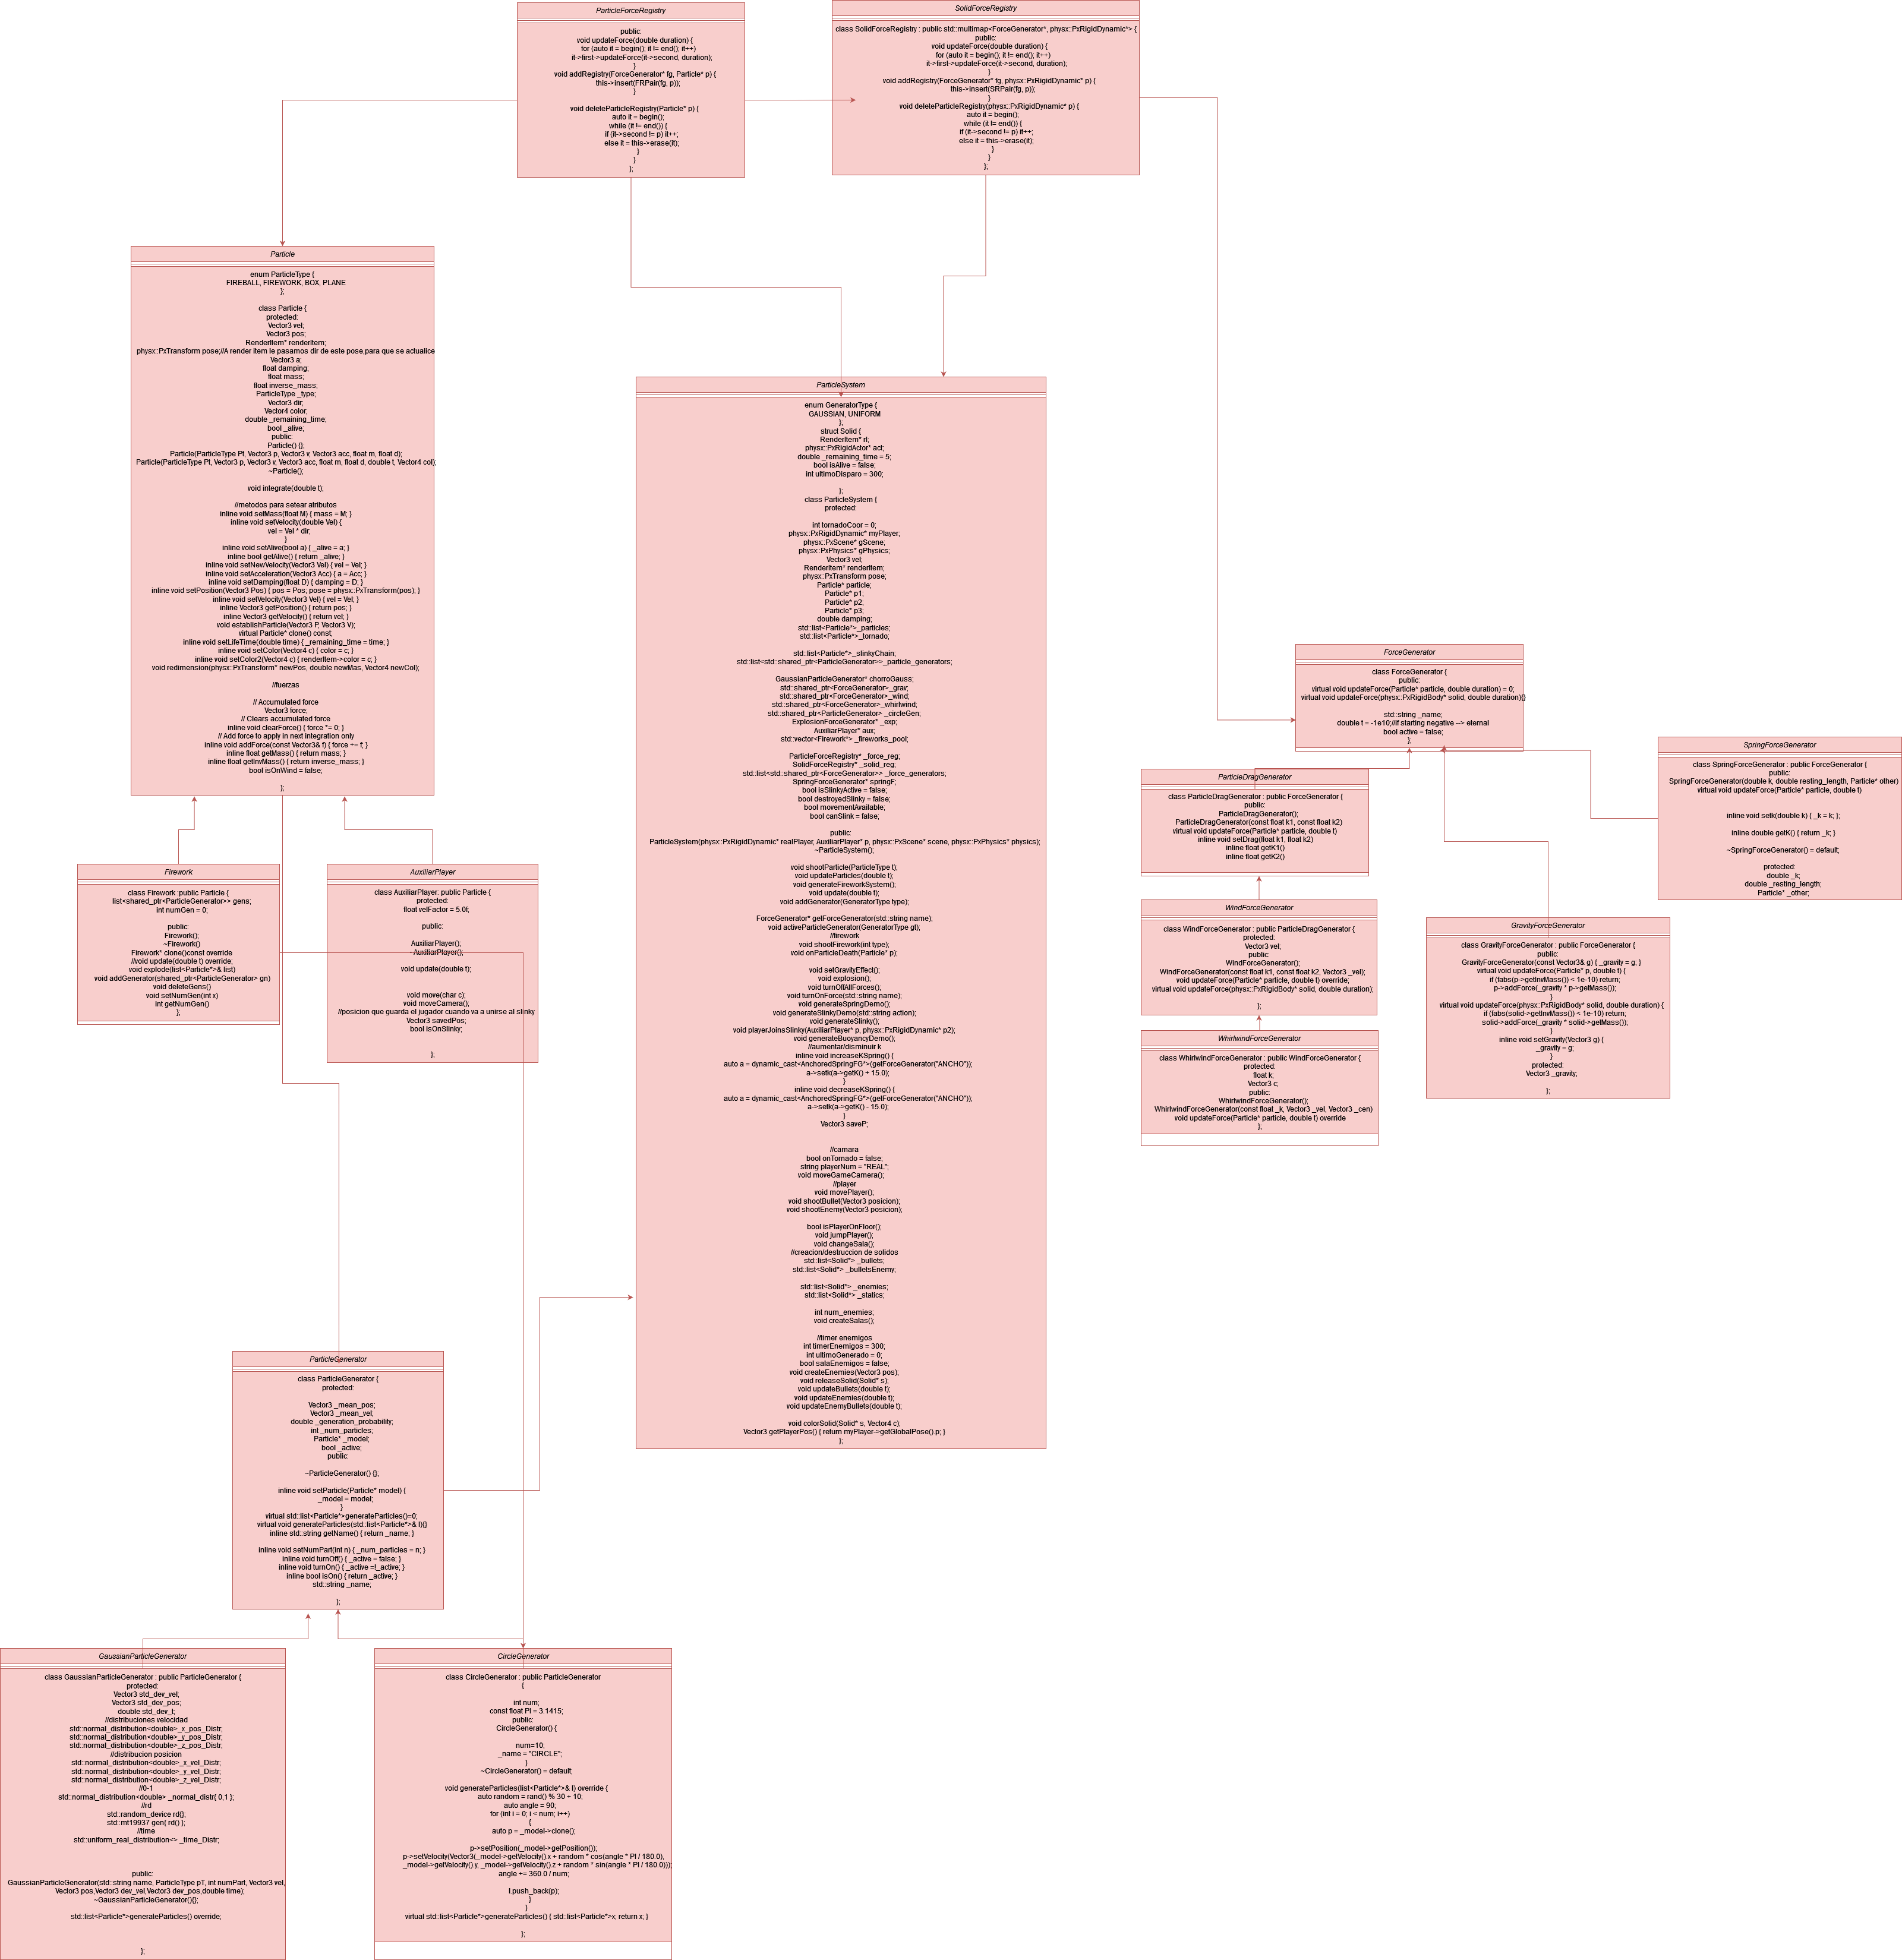 ParticleForceRegistry
public:
void updateForce(double duration) {
for (auto it = begin(); it != end(); it++)
it->first->updateForce(it->second, duration);
}
void addRegistry(ForceGenerator* fg, Particle* p) {
this->insert(FRPair(fg, p));
}
void deleteParticleRegistry(Particle* p) {
auto it = begin();
while (it != end()) {
if (it->second != p) it++;
else it = this->erase(it);
}
}
};
SolidForceRegistry
class SolidForceRegistry : public std::multimap<ForceGenerator*, physx::PxRigidDynamic*> {
public:
void updateForce(double duration) {
for (auto it = begin(); it != end(); it++)
it->first->updateForce(it->second, duration);
}
void addRegistry(ForceGenerator* fg, physx::PxRigidDynamic* p) {
this->insert(SRPair(fg, p));
}
void deleteParticleRegistry(physx::PxRigidDynamic* p) {
auto it = begin();
while (it != end()) {
if (it->second != p) it++;
else it = this->erase(it);
}
}
};
Particle
enum ParticleType {
FIREBALL, FIREWORK, BOX, PLANE
};
class Particle {
protected:
Vector3 vel;
Vector3 pos;
RenderItem* renderItem;
physx::PxTransform pose;//A render item le pasamos dir de este pose,para que se actualice
Vector3 a;
float damping;
float mass;
float inverse_mass;
ParticleType _type;
Vector3 dir;
Vector4 color;
double _remaining_time;
bool _alive;
public:
Particle() {};
Particle(ParticleType Pt, Vector3 p, Vector3 v, Vector3 acc, float m, float d);
Particle(ParticleType Pt, Vector3 p, Vector3 v, Vector3 acc, float m, float d, double t, Vector4 col);
~Particle();
void integrate(double t);
//metodos para setear atributos
inline void setMass(float M) { mass = M; }
inline void setVelocity(double Vel) {
vel = Vel * dir;
}
inline void setAlive(bool a) { _alive = a; }
inline bool getAlive() { return _alive; }
inline void setNewVelocity(Vector3 Vel) { vel = Vel; }
inline void setAcceleration(Vector3 Acc) { a = Acc; }
inline void setDamping(float D) { damping = D; }
inline void setPosition(Vector3 Pos) { pos = Pos; pose = physx::PxTransform(pos); }
inline void setVelocity(Vector3 Vel) { vel = Vel; }
inline Vector3 getPosition() { return pos; }
inline Vector3 getVelocity() { return vel; }
void establishParticle(Vector3 P, Vector3 V);
virtual Particle* clone() const;
inline void setLifeTime(double time) { _remaining_time = time; }
inline void setColor(Vector4 c) { color = c; }
inline void setColor2(Vector4 c) { renderItem->color = c; }
void redimension(physx::PxTransform* newPos, double newMas, Vector4 newCol);
//fuerzas
// Accumulated force
Vector3 force;
// Clears accumulated force
inline void clearForce() { force *= 0; }
// Add force to apply in next integration only
inline void addForce(const Vector3& f) { force += f; }
inline float getMass() { return mass; }
inline float getInvMass() { return inverse_mass; }
bool isOnWind = false;
};
ParticleSystem
enum GeneratorType {
GAUSSIAN, UNIFORM
};
struct Solid {
RenderItem* rI;
physx::PxRigidActor* act;
double _remaining_time = 5;
bool isAlive = false;
int ultimoDisparo = 300;
};
class ParticleSystem {
protected:
int tornadoCoor = 0;
physx::PxRigidDynamic* myPlayer;
physx::PxScene* gScene;
physx::PxPhysics* gPhysics;
Vector3 vel;
RenderItem* renderItem;
physx::PxTransform pose;
Particle* particle;
Particle* p1;
Particle* p2;
Particle* p3;
double damping;
std::list<Particle*>_particles;
std::list<Particle*>_tornado;
std::list<Particle*>_slinkyChain;
std::list<std::shared_ptr<ParticleGenerator>>_particle_generators;
GaussianParticleGenerator* chorroGauss;
std::shared_ptr<ForceGenerator>_grav;
std::shared_ptr<ForceGenerator>_wind;
std::shared_ptr<ForceGenerator>_whirlwind;
std::shared_ptr<ParticleGenerator> _circleGen;
ExplosionForceGenerator* _exp;
AuxiliarPlayer* aux;
std::vector<Firework*> _fireworks_pool;
ParticleForceRegistry* _force_reg;
SolidForceRegistry* _solid_reg;
std::list<std::shared_ptr<ForceGenerator>> _force_generators;
SpringForceGenerator* springF;
bool isSlinkyActive = false;
bool destroyedSlinky = false;
bool movementAvailable;
bool canSlink = false;
public:
ParticleSystem(physx::PxRigidDynamic* realPlayer, AuxiliarPlayer* p, physx::PxScene* scene, physx::PxPhysics* physics);
~ParticleSystem();
void shootParticle(ParticleType t);
void updateParticles(double t);
void generateFireworkSystem();
void update(double t);
void addGenerator(GeneratorType type);
ForceGenerator* getForceGenerator(std::string name);
void activeParticleGenerator(GeneratorType gt);
//firework
void shootFirework(int type);
void onParticleDeath(Particle* p);
void setGravityEffect();
void explosion();
void turnOffAllForces();
void turnOnForce(std::string name);
void generateSpringDemo();
void generateSlinkyDemo(std::string action);
void generateSlinky();
void playerJoinsSlinky(AuxiliarPlayer* p, physx::PxRigidDynamic* p2);
void generateBuoyancyDemo();
//aumentar/disminuir k
inline void increaseKSpring() {
auto a = dynamic_cast<AnchoredSpringFG*>(getForceGenerator("ANCHO"));
a->setk(a->getK() + 15.0);
}
inline void decreaseKSpring() {
auto a = dynamic_cast<AnchoredSpringFG*>(getForceGenerator("ANCHO"));
a->setk(a->getK() - 15.0);
}
Vector3 saveP;
//camara
bool onTornado = false;
string playerNum = "REAL";
void moveGameCamera();
//player
void movePlayer();
void shootBullet(Vector3 posicion);
void shootEnemy(Vector3 posicion);
bool isPlayerOnFloor();
void jumpPlayer();
void changeSala();
//creacion/destruccion de solidos
std::list<Solid*> _bullets;
std::list<Solid*> _bulletsEnemy;
std::list<Solid*> _enemies;
std::list<Solid*> _statics;
int num_enemies;
void createSalas();
//timer enemigos
int timerEnemigos = 300;
int ultimoGenerado = 0;
bool salaEnemigos = false;
void createEnemies(Vector3 pos);
void releaseSolid(Solid* s);
void updateBullets(double t);
void updateEnemies(double t);
void updateEnemyBullets(double t);
void colorSolid(Solid* s, Vector4 c);
Vector3 getPlayerPos() { return myPlayer->getGlobalPose().p; }
};
ForceGenerator
class ForceGenerator {
public:
virtual void updateForce(Particle* particle, double duration) = 0;
virtual void updateForce(physx::PxRigidBody* solid, double duration){}
std::string _name;
double t = -1e10;//if starting negative --> eternal
bool active = false;
};
SpringForceGenerator
class SpringForceGenerator : public ForceGenerator {
public:
SpringForceGenerator(double k, double resting_length, Particle* other)
virtual void updateForce(Particle* particle, double t)
inline void setk(double k) { _k = k; };
inline double getK() { return _k; }
~SpringForceGenerator() = default;
protected:
double _k;
double _resting_length;
Particle* _other;
ParticleDragGenerator
class ParticleDragGenerator : public ForceGenerator {
public:
ParticleDragGenerator();
ParticleDragGenerator(const float k1, const float k2)
virtual void updateForce(Particle* particle, double t)
inline void setDrag(float k1, float k2)
inline float getK1()
inline float getK2()
WindForceGenerator
class WindForceGenerator : public ParticleDragGenerator {
protected:
Vector3 vel;
public:
WindForceGenerator();
WindForceGenerator(const float k1, const float k2, Vector3 _vel);
void updateForce(Particle* particle, double t) override;
virtual void updateForce(physx::PxRigidBody* solid, double duration);
};
GravityForceGenerator
class GravityForceGenerator : public ForceGenerator {
public:
GravityForceGenerator(const Vector3& g) { _gravity = g; }
virtual void updateForce(Particle* p, double t) {
if (fabs(p->getInvMass()) < 1e-10) return;
p->addForce(_gravity * p->getMass());
}
virtual void updateForce(physx::PxRigidBody* solid, double duration) {
if (fabs(solid->getInvMass()) < 1e-10) return;
solid->addForce(_gravity * solid->getMass());
}
inline void setGravity(Vector3 g) {
_gravity = g;
}
protected:
Vector3 _gravity;
};
WhirlwindForceGenerator
class WhirlwindForceGenerator : public WindForceGenerator {
protected:
float k;
Vector3 c;
public:
WhirlwindForceGenerator();
WhirlwindForceGenerator(const float _k, Vector3 _vel, Vector3 _cen)
void updateForce(Particle* particle, double t) override
};
Firework
class Firework :public Particle {
list<shared_ptr<ParticleGenerator>> gens;
int numGen = 0;
public:
Firework();
~Firework()
Firework* clone()const override
//void update(double t) override;
void explode(list<Particle*>& list)
void addGenerator(shared_ptr<ParticleGenerator> gn)
void deleteGens()
void setNumGen(int x)
int getNumGen()
};
AuxiliarPlayer
class AuxiliarPlayer: public Particle {
protected:
float velFactor = 5.0f;
public:
AuxiliarPlayer();
~AuxiliarPlayer();
void update(double t);
void move(char c);
void moveCamera();
//posicion que guarda el jugador cuando va a unirse al slinky
Vector3 savedPos;
bool isOnSlinky;
};
ParticleGenerator
class ParticleGenerator {
protected:
Vector3 _mean_pos;
Vector3 _mean_vel;
double _generation_probability;
int _num_particles;
Particle* _model;
bool _active;
public:
~ParticleGenerator() {};
inline void setParticle(Particle* model) {
_model = model;
}
virtual std::list<Particle*>generateParticles()=0;
virtual void generateParticles(std::list<Particle*>& l){}
inline std::string getName() { return _name; }
inline void setNumPart(int n) { _num_particles = n; }
inline void turnOff() { _active = false; }
inline void turnOn() { _active =!_active; }
inline bool isOn() { return _active; }
std::string _name;
};
GaussianParticleGenerator
class GaussianParticleGenerator : public ParticleGenerator {
protected:
Vector3 std_dev_vel;
Vector3 std_dev_pos;
double std_dev_t;
//distribuciones velocidad
std::normal_distribution<double>_x_pos_Distr;
std::normal_distribution<double>_y_pos_Distr;
std::normal_distribution<double>_z_pos_Distr;
//distribucion posicion
std::normal_distribution<double>_x_vel_Distr;
std::normal_distribution<double>_y_vel_Distr;
std::normal_distribution<double>_z_vel_Distr;
//0-1
std::normal_distribution<double> _normal_distr{ 0,1 };
//rd
std::random_device rd{};
std::mt19937 gen{ rd() };
//time
std::uniform_real_distribution<> _time_Distr;
public:
GaussianParticleGenerator(std::string name, ParticleType pT, int numPart, Vector3 vel,
Vector3 pos,Vector3 dev_vel,Vector3 dev_pos,double time);
~GaussianParticleGenerator(){};
std::list<Particle*>generateParticles() override;
};
CircleGenerator
class CircleGenerator : public ParticleGenerator
{
int num;
const float PI = 3.1415;
public:
CircleGenerator() {
num=10;
_name = "CIRCLE";
}
~CircleGenerator() = default;
void generateParticles(list<Particle*>& l) override {
auto random = rand() % 30 + 10;
auto angle = 90;
for (int i = 0; i < num; i++)
{
auto p = _model->clone();
p->setPosition(_model->getPosition());
p->setVelocity(Vector3(_model->getVelocity().x + random * cos(angle * PI / 180.0),
_model->getVelocity().y, _model->getVelocity().z + random * sin(angle * PI / 180.0)));
angle += 360.0 / num;
l.push_back(p);
}
}
virtual std::list<Particle*>generateParticles() { std::list<Particle*>x; return x; }
};